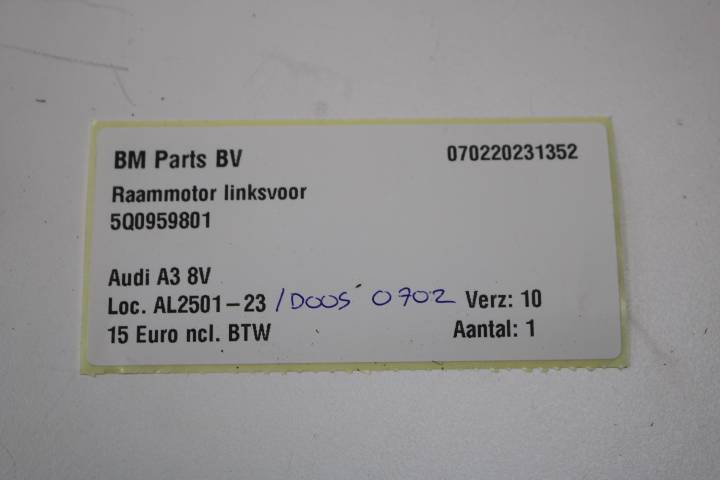 BM Parts BV 070220231352
Raammotor linksvoor
5Q0959801
Audi A3 8V
Loc. AL2501-23 /DOOS 0702 Verz: 10
15 Euro ncl. BTW Aantal: 1